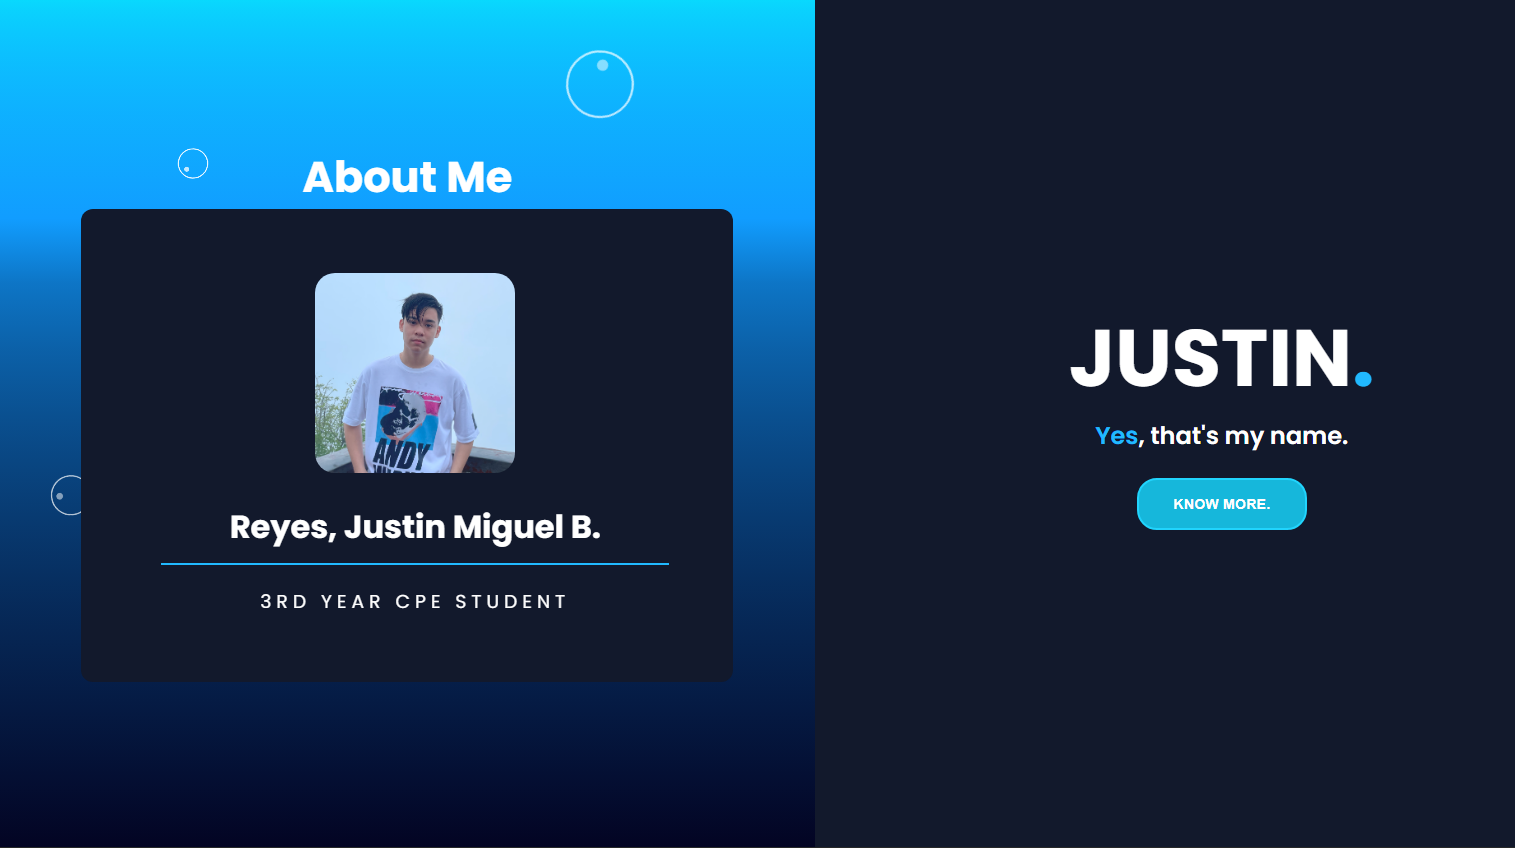 About Me
ANDY
Reyes, Justin Miguel B.
3RD YEAR CPE STUDENT
JUSTIN.
Yes, that's my name.
KNOW MORE.